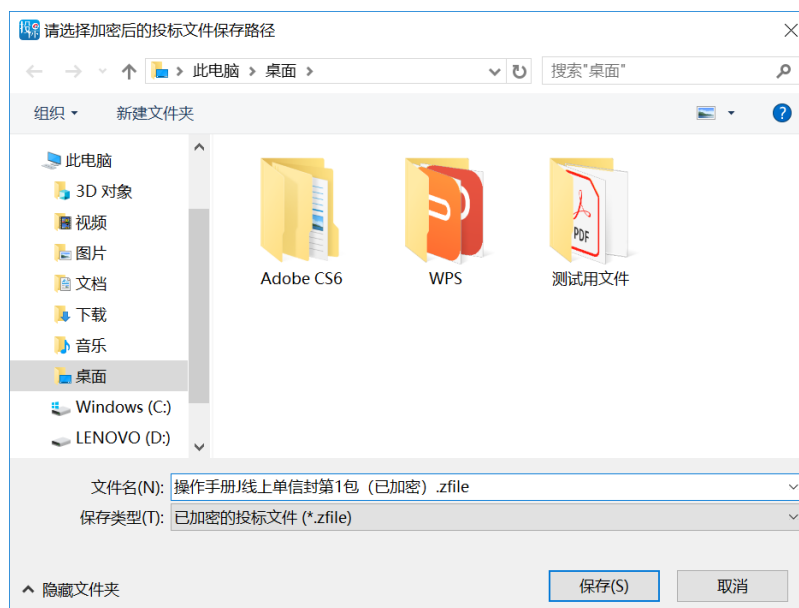 请选择加密后的投标文件保存路径
此电脑 > 桌面 >
搜索"桌面"
组织 新建文件夹
此电脑
3D 对象
视频
图片
文档
下载
音乐
桌面
Windows (C:)
LENOVO (D:)
Adobe CS6
WPS
PDF
测试用文件
文件名(N): 操作手册J线上单信封第1包（已加密）.zfile
保存类型(T): 已加密的投标文件 (*.zfile)
隐藏文件夹
保存(S)
取消